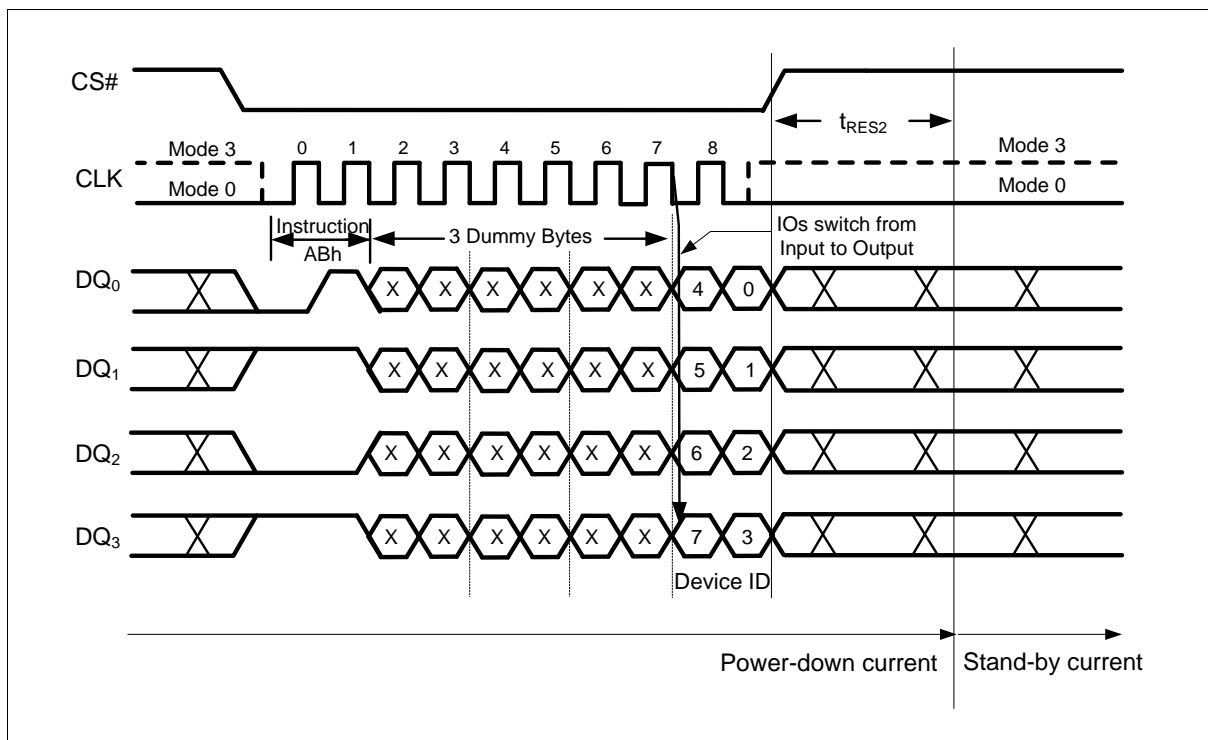 CS#
tRES2
0 1 2 3 4 5 6 7 8
Mode 3
Mode 3
CLK
Mode 0
Mode 0
Instruction
ABh
3 Dummy Bytes
IOs switch from
Input to Output
DQ0
X X X X X X 4 0
DQ1
X X X X X X 5 1
DQ2
X X X X X X 6 2
DQ3
X X X X X X 7 3
Device ID
Power-down current
Stand-by current